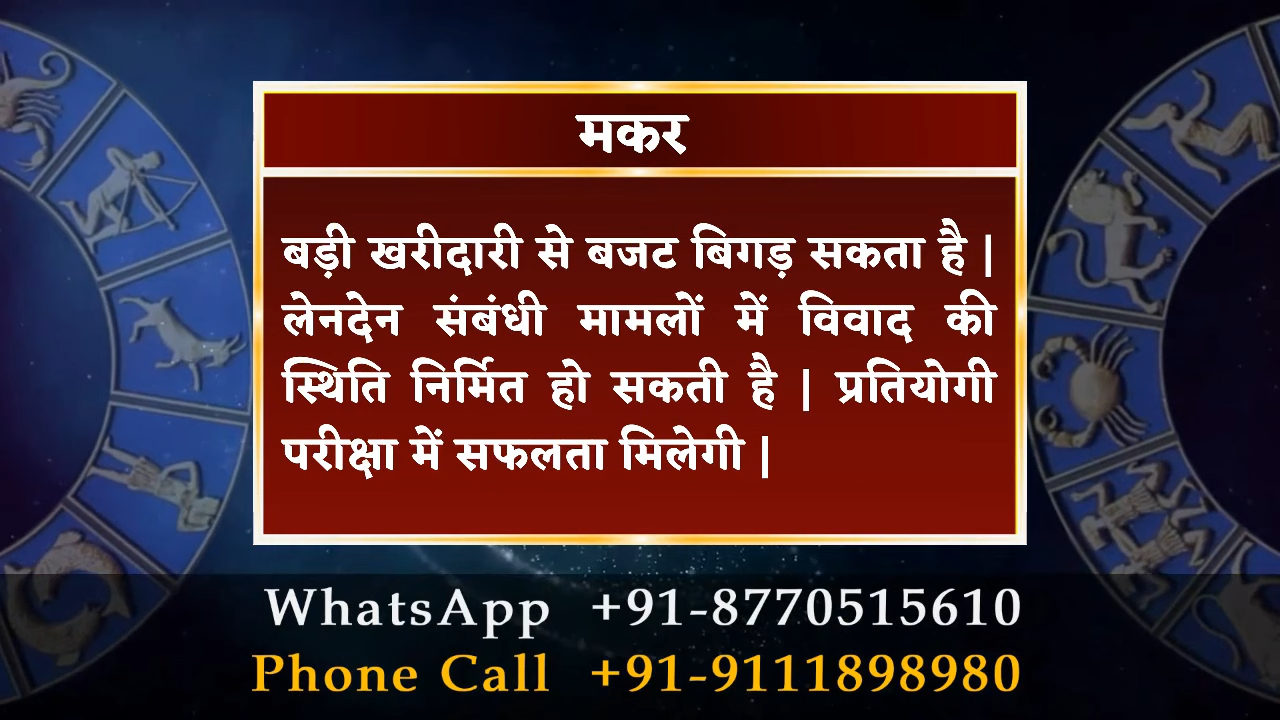 मकर
बड़ी खरीदारी से बजट बिगड़ सकता है |
लेनदेन संबंधी मामलों में विवाद की
स्थिति निर्मित हो सकती है | प्रतियोगी
परीक्षा में सफलता मिलेगी |
WhatsApp +91-8770515610
Phone Call +91-9111898980